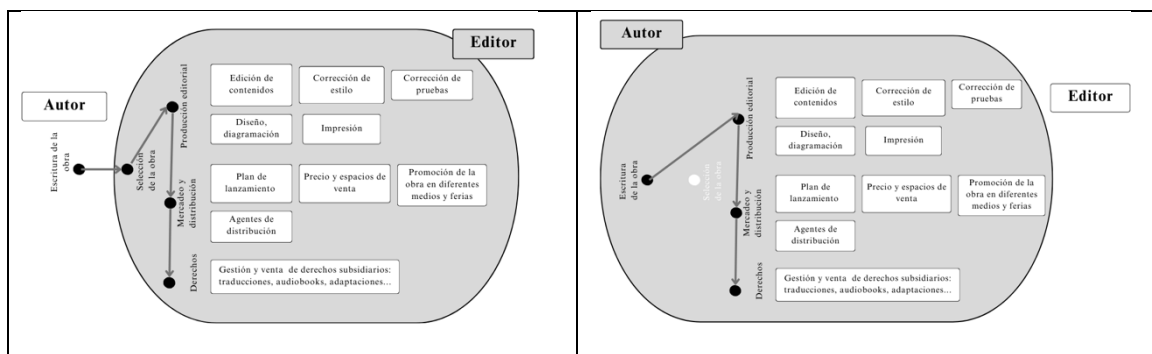 Editor
Autor
Escritura de la
obra
Selección
de la obra
Producción editorial
Edición de
contenidos
Corrección de
estilo
Corrección de
pruebas
Diseño,
diagramación
Impresión
Mercadeo y
distribución
Plan de
lanzamiento
Precio y espacios de
venta
Promoción de la
obra en diferentes
medios y ferias
Agentes de
distribución
Derechos
Gestión y venta de derechos subsidiarios:
traducciones, audiobooks, adaptaciones...
Autor
Editor
Escritura
de la obra
Selección
de la obra
Producción editorial
Edición de
contenidos
Corrección de
estilo
Corrección de
pruebas
Diseño,
diagramación
Impresión
Mercadeo y
distribución
Plan de
lanzamiento
Precio y espacios de
venta
Promoción de la
obra en diferentes
medios y ferias
Agentes de
distribución
Derechos
Gestión y venta de derechos subsidiarios:
traducciones, audiobooks, adaptaciones...